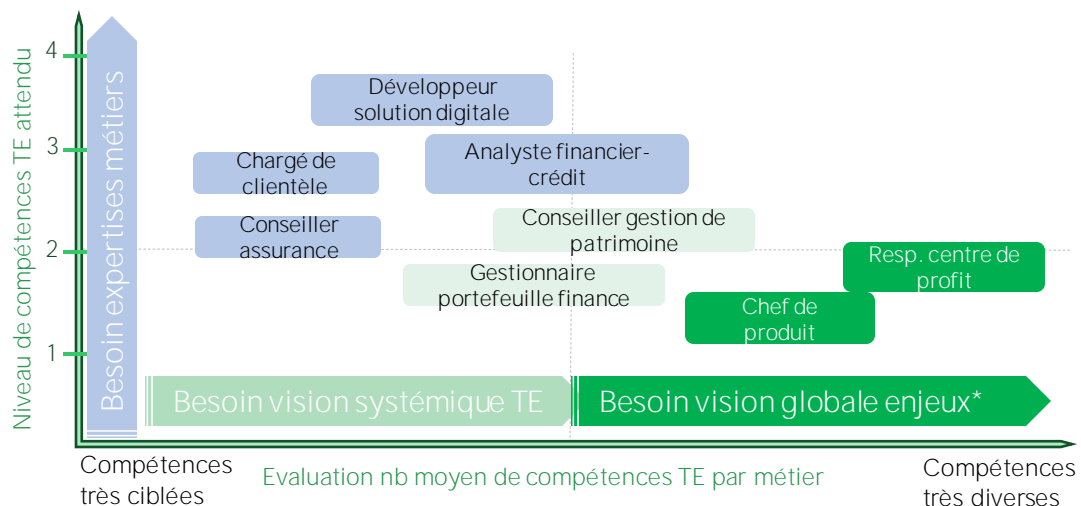 Niveau de compétences TE attendu
4
3
2
1
Besoin expertises métiers
Développeur
solution digitale
Chargé de
clientèle
Analyste financier-
crédit
Conseiller
assurance
Conseiller gestion de
patrimoine
Gestionnaire
portefeuille finance
Resp. centre de
profit
Chef de
produit
Besoin vision systémique TE
Besoin vision globale enjeux*
Compétences
très ciblées
Evaluation nb moyen de compétences TE par métier
Compétences
très diverses